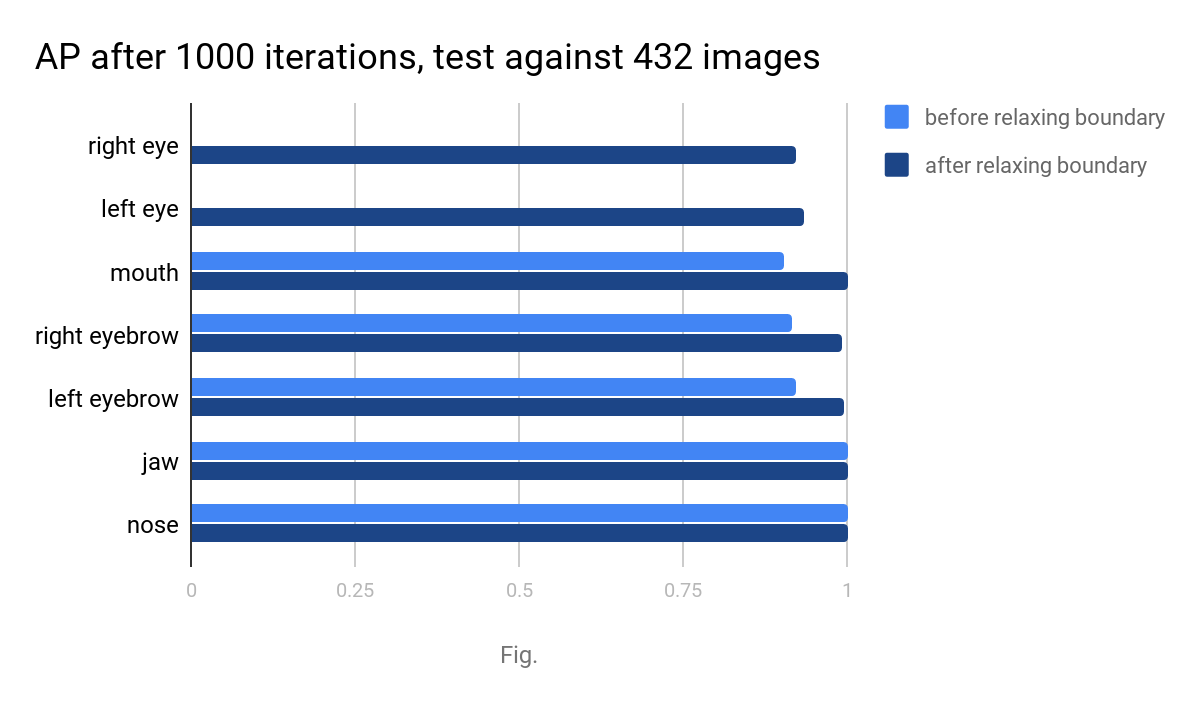 AP after 1000 iterations, test against 432 images
before relaxing boundary
after relaxing boundary
right eye
left eye
mouth
right eyebrow
left eyebrow
jaw
nose
0 0.25 0.5 0.75 1
Fig.